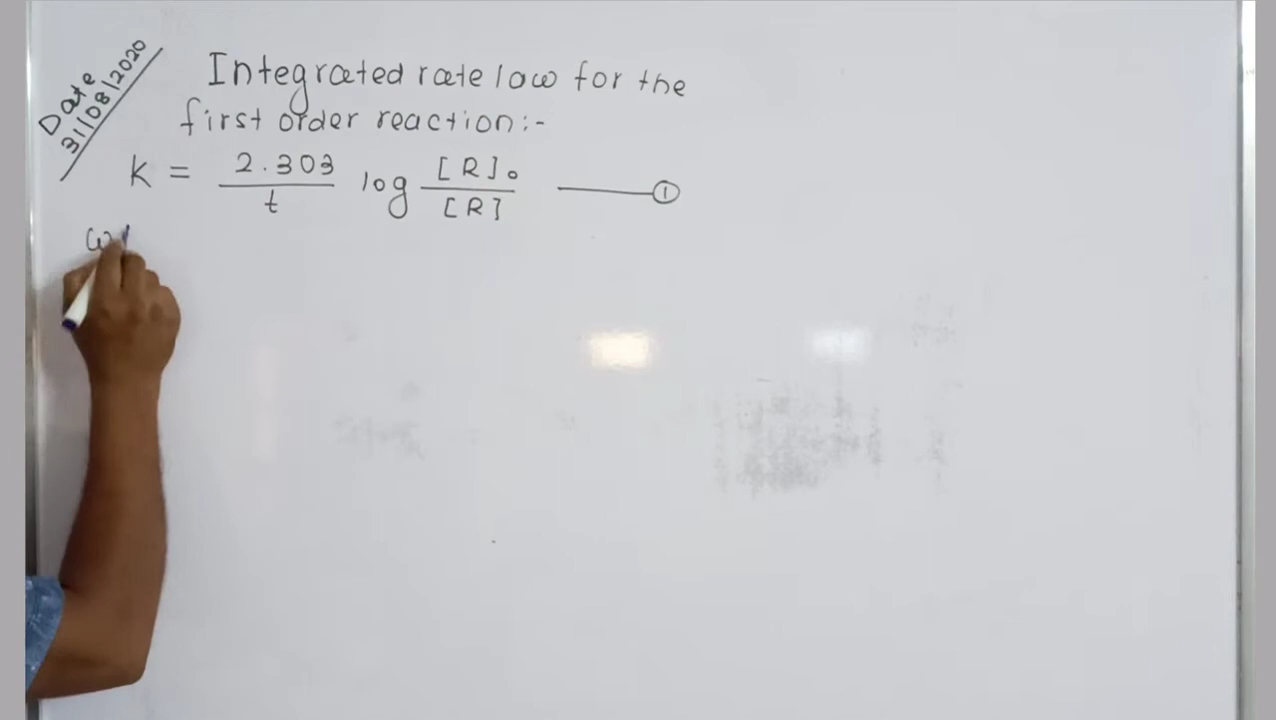 Date
31/08/2020
Integrated rate law for the
first order reaction:-
K = 2.303/t log [R]₀/[R] ——— ①